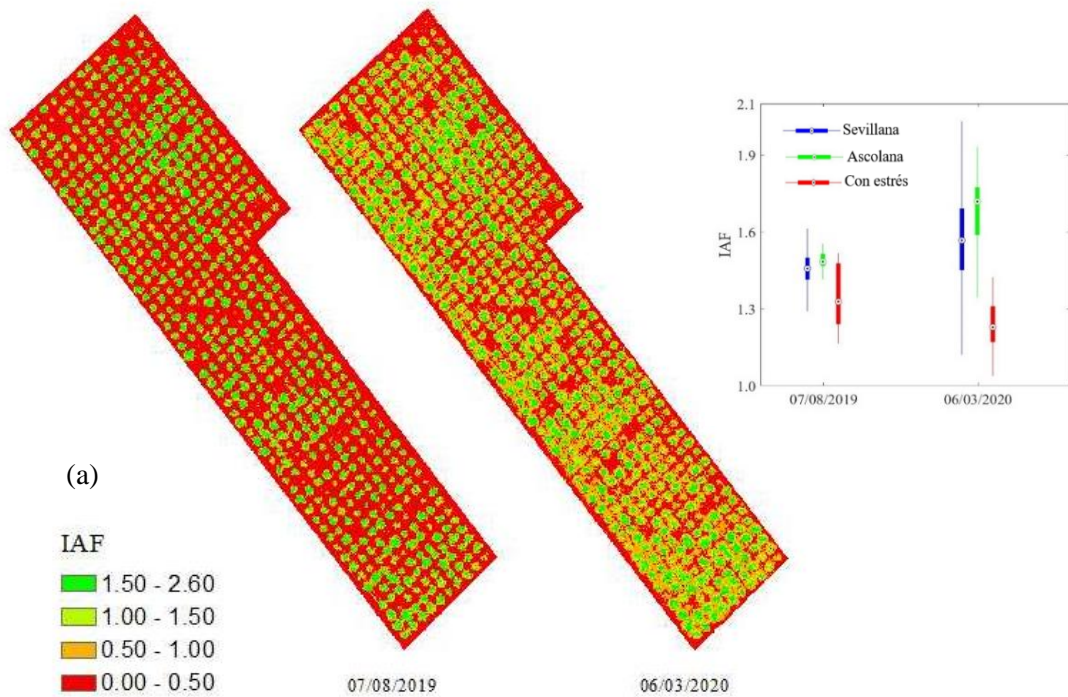 2.1
1.9
1.6
1.3
1.0
IAF
Sevillana
Ascolana
Con estrés
07/08/2019 06/03/2020
(a)
IAF
1.50 - 2.60
1.00 - 1.50
0.50 - 1.00
0.00 - 0.50
07/08/2019 06/03/2020